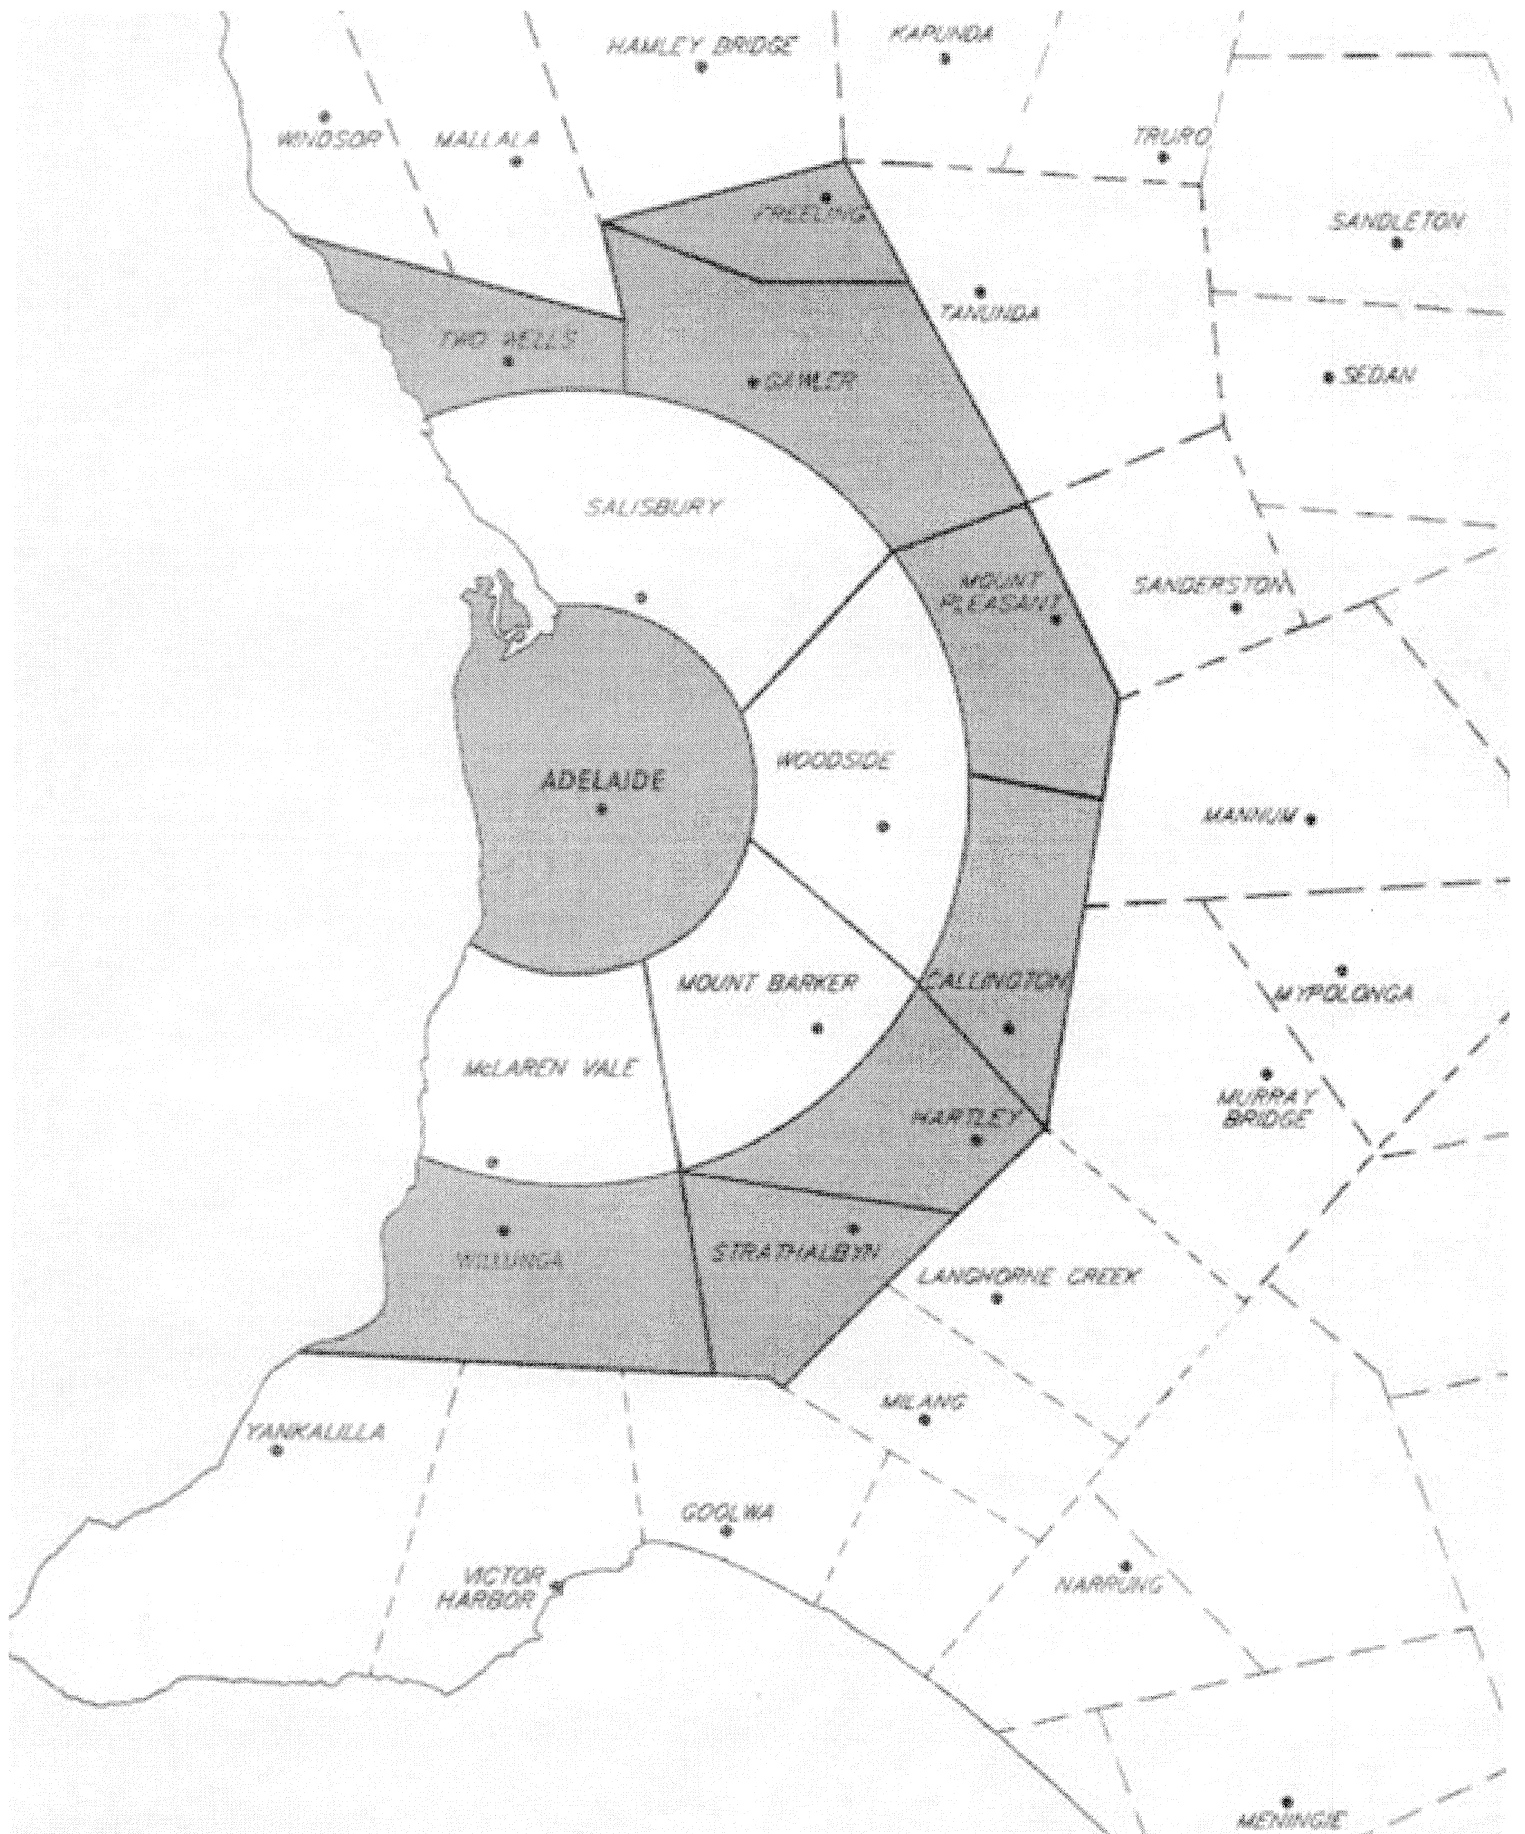 HAMLEY BRIDGE
KAPUNDA
WINDSOR
MALLALA
TRURO
FREELING
SANDLETON
TANUNDA
TWO WELLS
GAWLER
SEDAN
SALISBURY
MOUNT
PLEASANT
SANDERSTON
WOODSIDE
ADELAIDE
MANNUM
MOUNT BARKER
CALLINGTON
MYPOLONGA
McLAREN VALE
MURRAY
BRIDGE
HARTLEY
WILLUNGA
STRATHALBYN
LANGHORNE CREEK
MILANG
YANKALILLA
GOOLWA
VICTOR
HARBOR
NARRUNG
MENINGIE